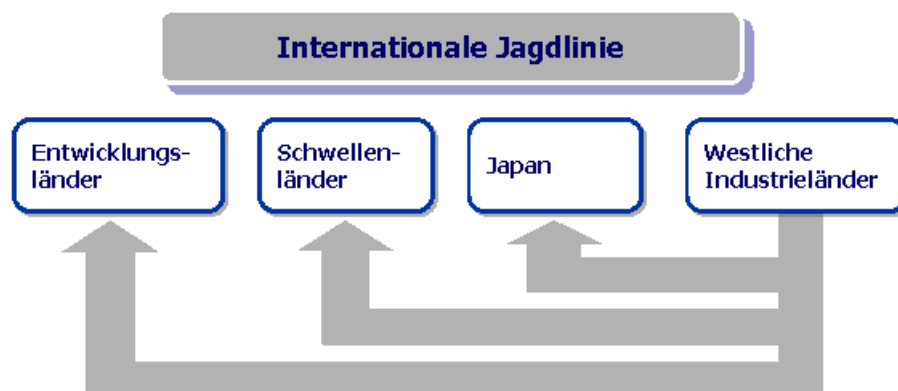 Internationale Jagdlinie
Entwicklungs-
länder
Schwellen-
länder
Japan
Westliche
Industrieländer